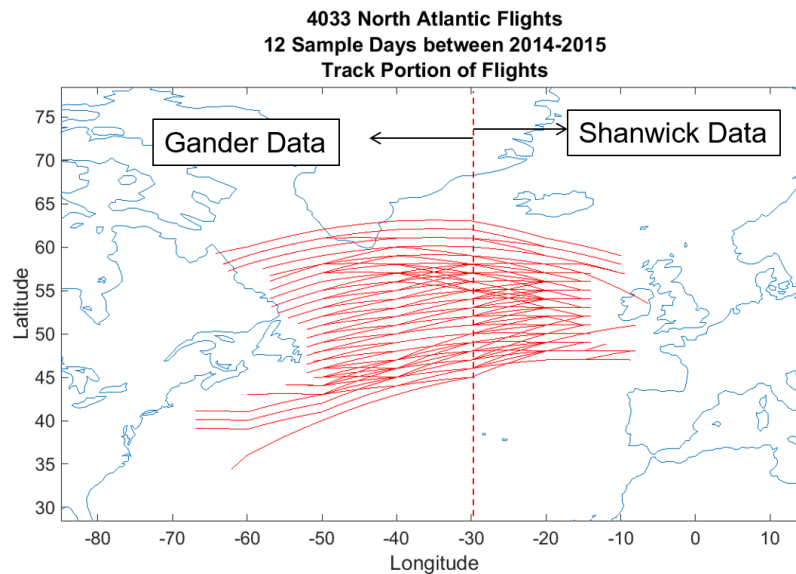 4033 North Atlantic Flights
12 Sample Days between 2014-2015
Track Portion of Flights
Gander Data
Shanwick Data
Latitude
75
70
65
60
55
50
45
40
35
30
-80 -70 -60 -50 -40 -30 -20 -10 0 10
Longitude